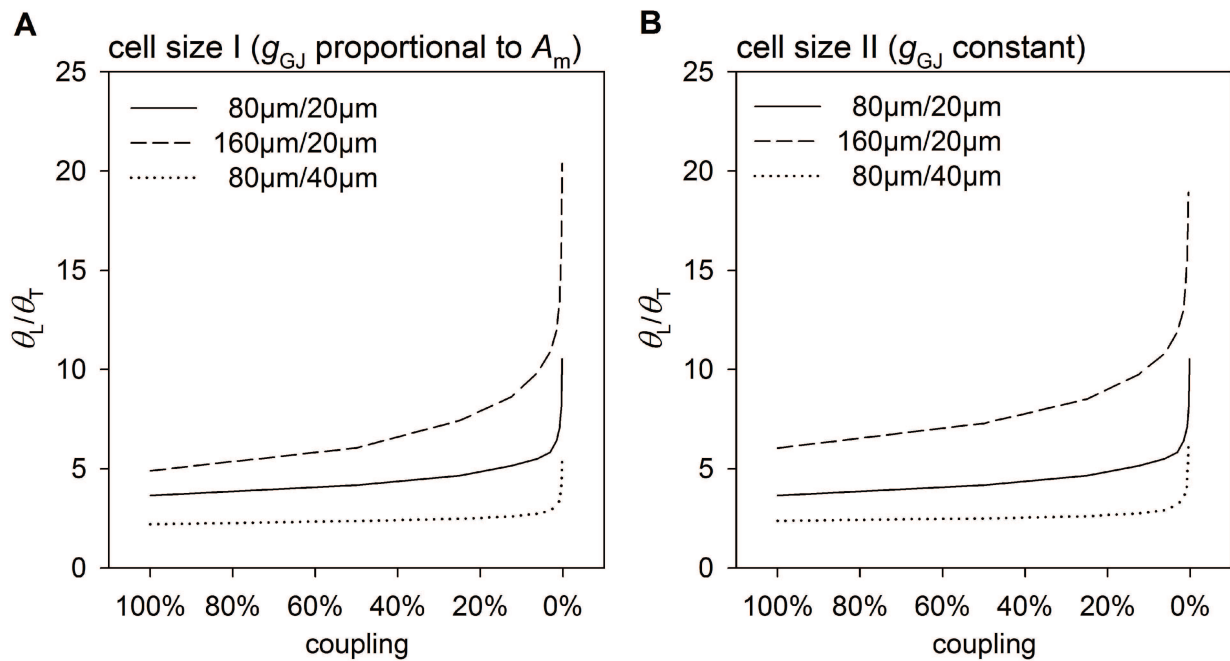 A
cell size I (gGJ proportional to Am)
25
20
15
10
5
0
θL/θT
80µm/20µm
160µm/20µm
80µm/40µm
100% 80% 60% 40% 20% 0%
coupling
B
cell size II (gGJ constant)
25
20
15
10
5
0
θL/θT
80µm/20µm
160µm/20µm
80µm/40µm
100% 80% 60% 40% 20% 0%
coupling